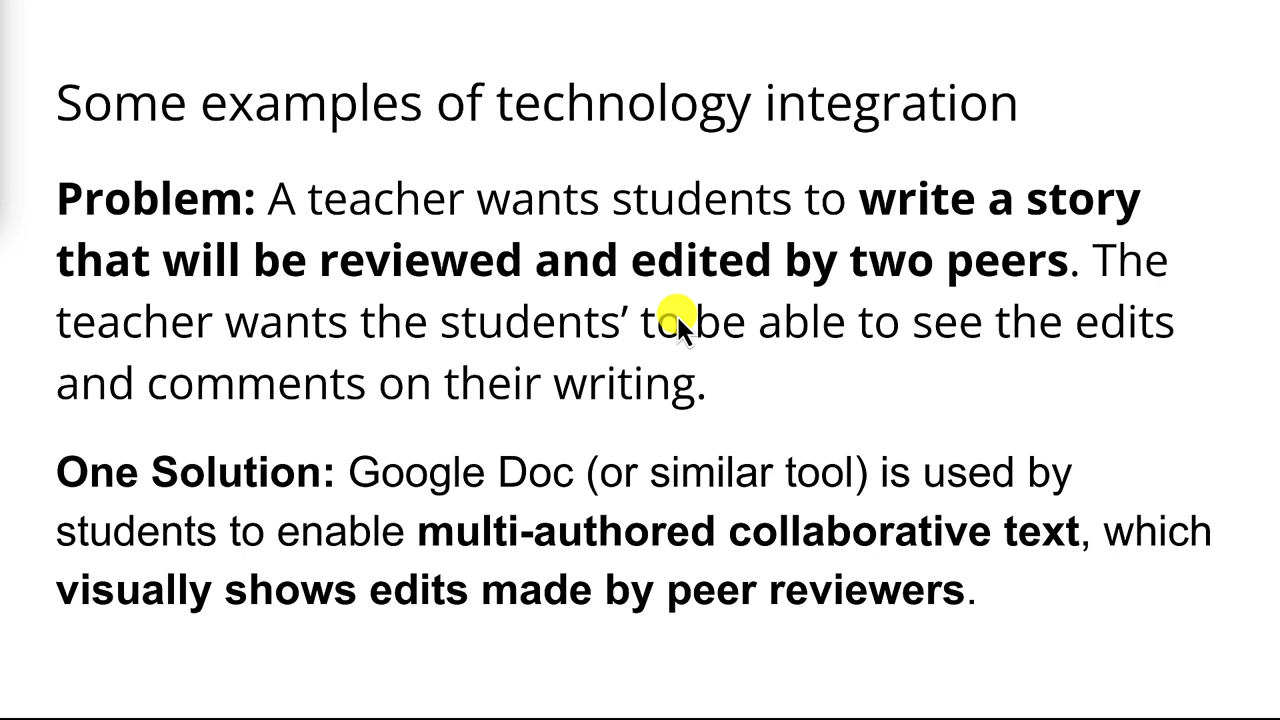 Some examples of technology integration
Problem: A teacher wants students to write a story
that will be reviewed and edited by two peers. The
teacher wants the students’ to be able to see the edits
and comments on their writing.
One Solution: Google Doc (or similar tool) is used by
students to enable multi-authored collaborative text, which
visually shows edits made by peer reviewers.